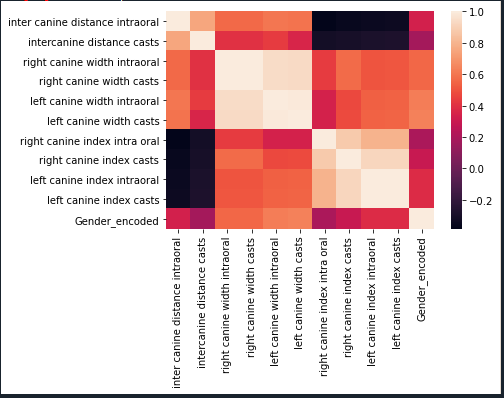 inter canine distance intraoral
intercanine distance casts
right canine width intraoral
right canine width casts
left canine width intraoral
left canine width casts
right canine index intra oral
right canine index casts
left canine index intraoral
left canine index casts
Gender_encoded
1.0
0.8
0.6
0.4
0.2
0.0
−0.2
inter canine distance intraoral
intercanine distance casts
right canine width intraoral
right canine width casts
left canine width intraoral
left canine width casts
right canine index intra oral
right canine index casts
left canine index intraoral
left canine index casts
Gender_encoded